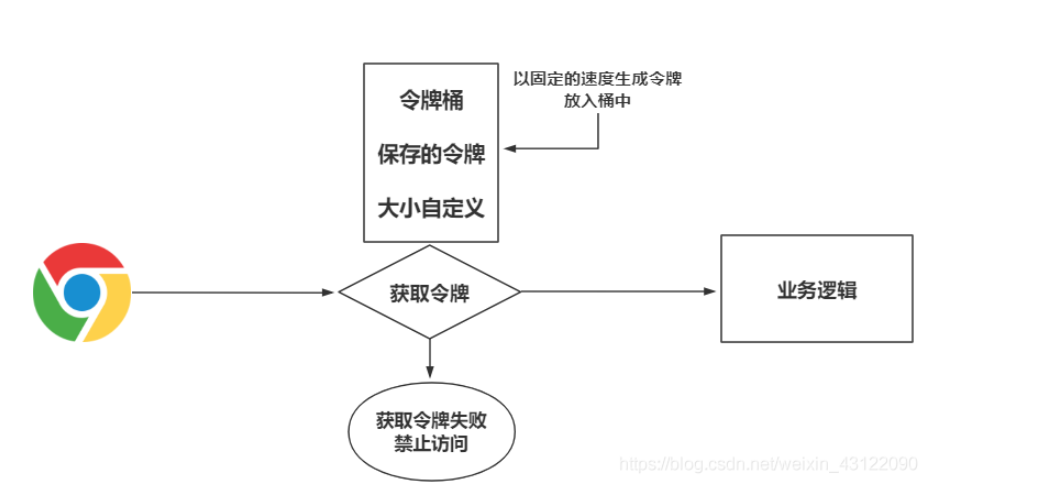 令牌桶
保存的令牌
大小自定义
以固定的速度生成令牌
放入桶中
获取令牌
业务逻辑
获取令牌失败
禁止访问
https://blog.csdn.net/weixin_43122090